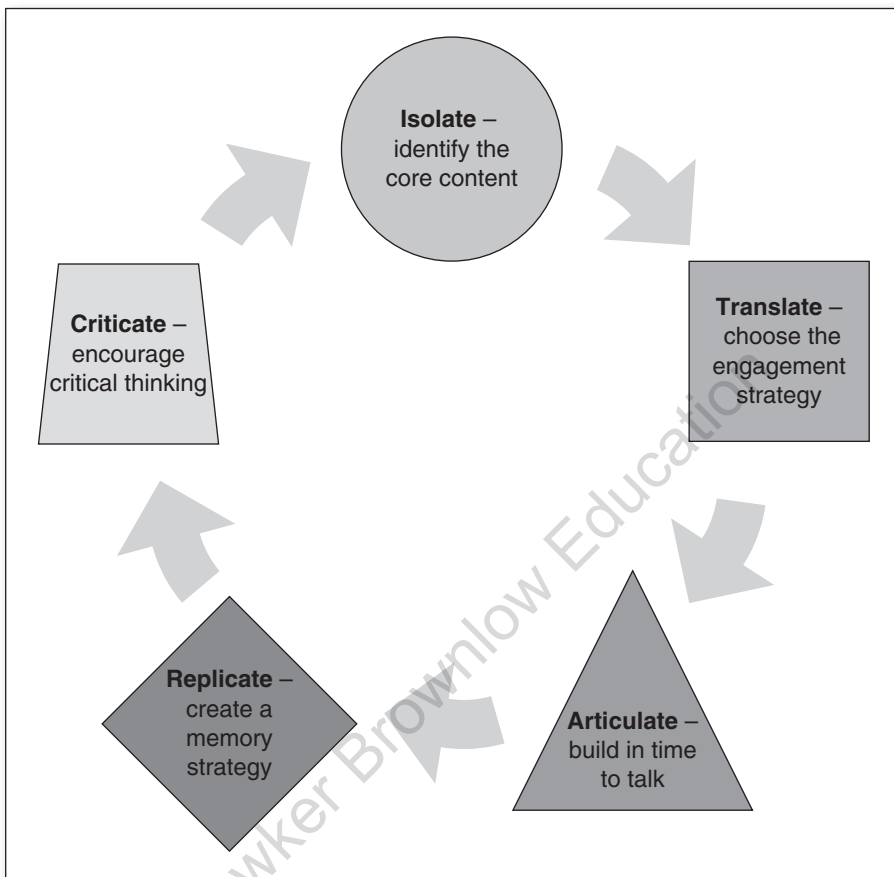 Isolate –
identify the
core content
Translate –
choose the
engagement
strategy
Articulate –
build in time
to talk
Replicate –
create a
memory
strategy
Criticate –
encourage
critical thinking
wker Brownlow Education